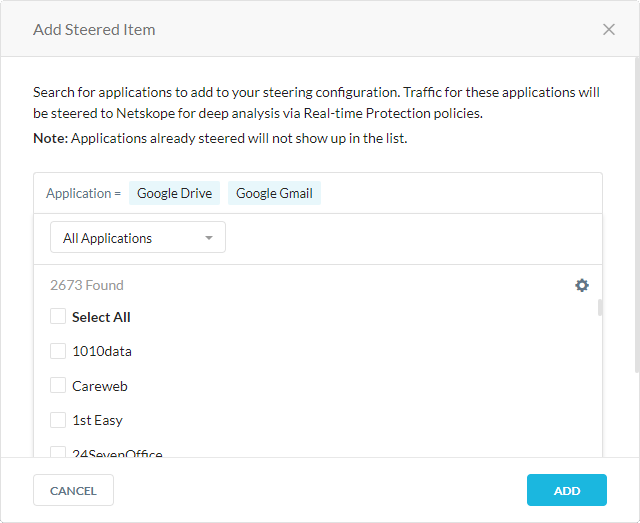 Add Steered Item
Search for applications to add to your steering configuration. Traffic for these applications will
be steered to Netskope for deep analysis via Real-time Protection policies.
Note: Applications already steered will not show up in the list.
Application = Google Drive Google Gmail
All Applications
2673 Found
Select All
1010data
Careweb
1st Easy
24SevenOffice
CANCEL ADD